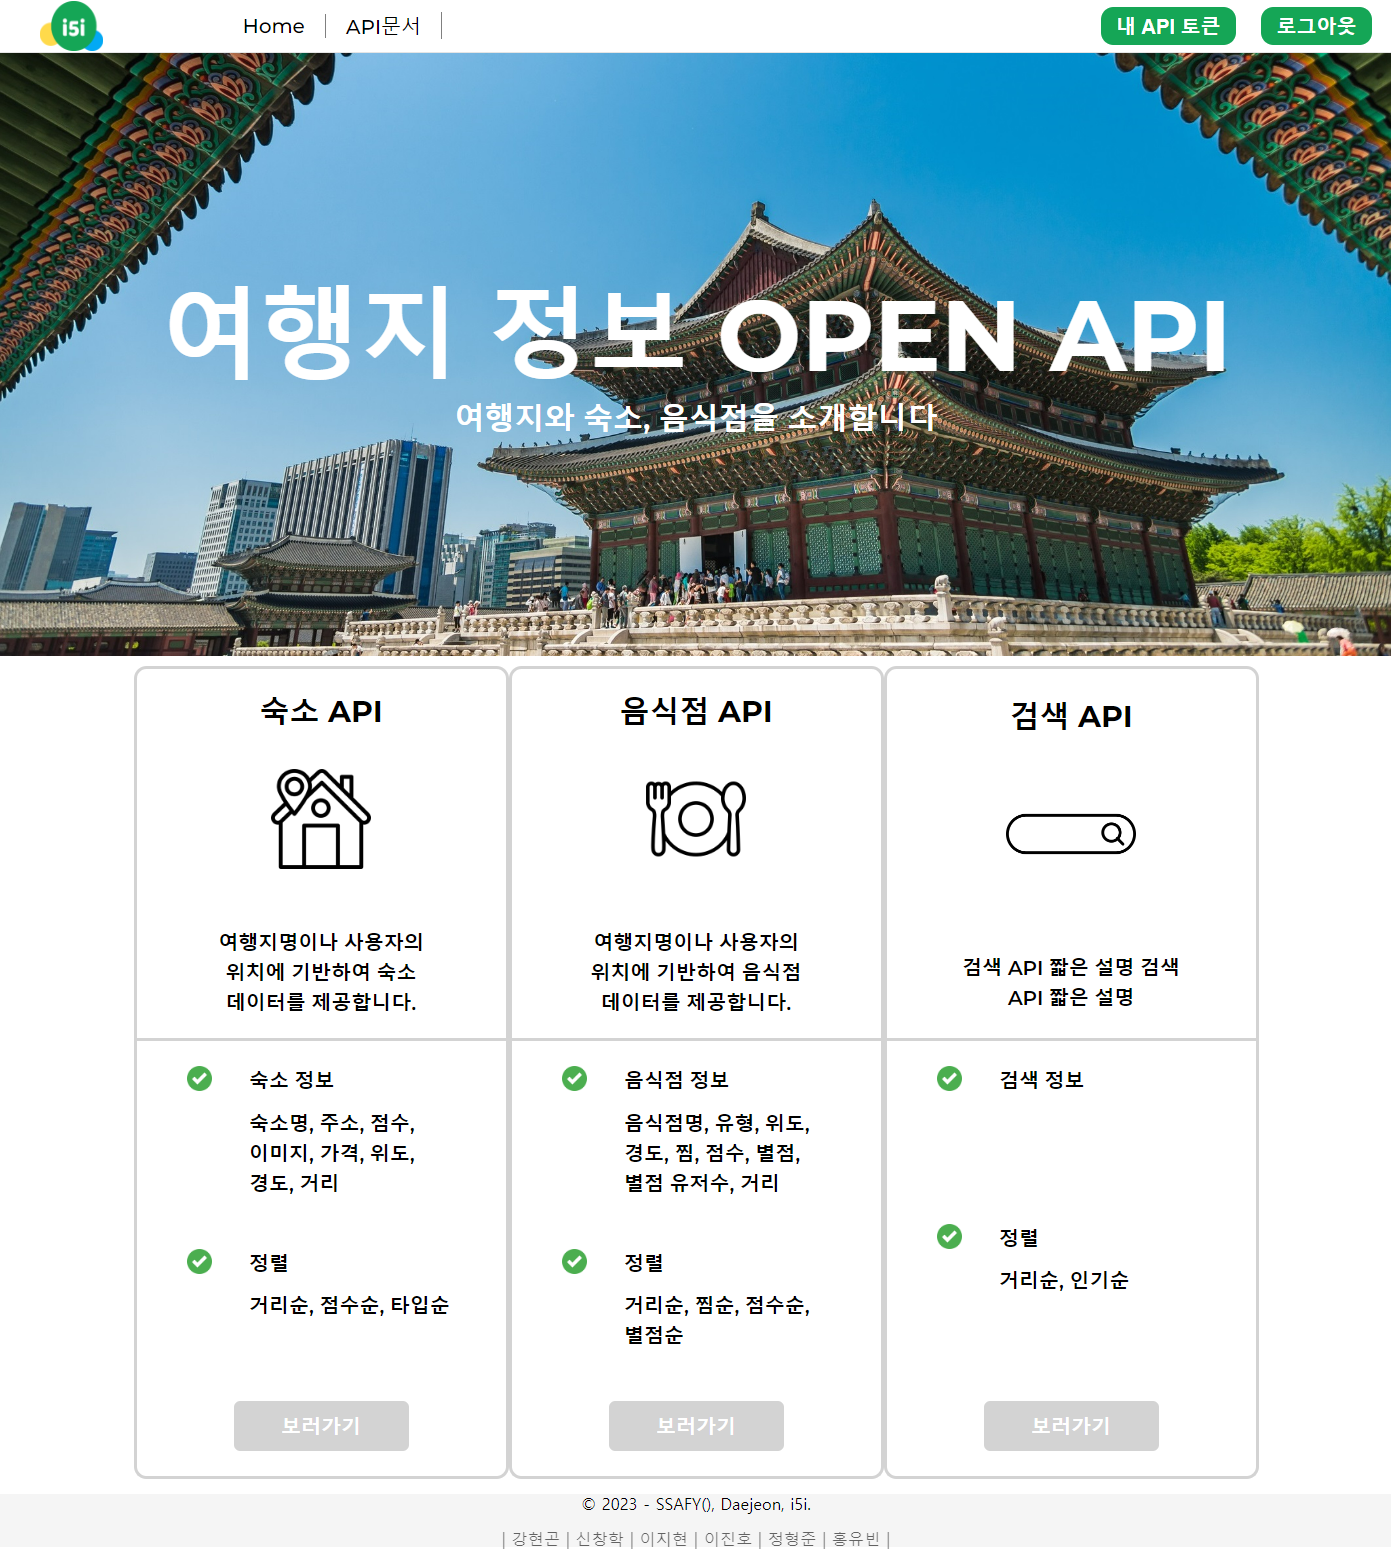 i5i
Home
API문서
내 API 토큰
로그아웃
여행지 정보 OPEN API
여행지와 숙소, 음식점을 소개합니다
숙소 API
여행지명이나 사용자의
위치에 기반하여 숙소
데이터를 제공합니다.
숙소 정보
숙소명, 주소, 점수,
이미지, 가격, 위도,
경도, 거리
정렬
거리순, 점수순, 타입순
보러가기
음식점 API
여행지명이나 사용자의
위치에 기반하여 음식점
데이터를 제공합니다.
음식점 정보
음식점명, 유형, 위도,
경도, 찜, 점수, 별점,
별점 유저수, 거리
정렬
거리순, 찜순, 점수순,
별점순
보러가기
검색 API
검색 API 짧은 설명 검색
API 짧은 설명
검색 정보
정렬
거리순, 인기순
보러가기
© 2023 - SSAFY(), Daejeon, i5i.
| 강현곤 | 신창학 | 이지현 | 이진호 | 정형준 | 홍유빈 |